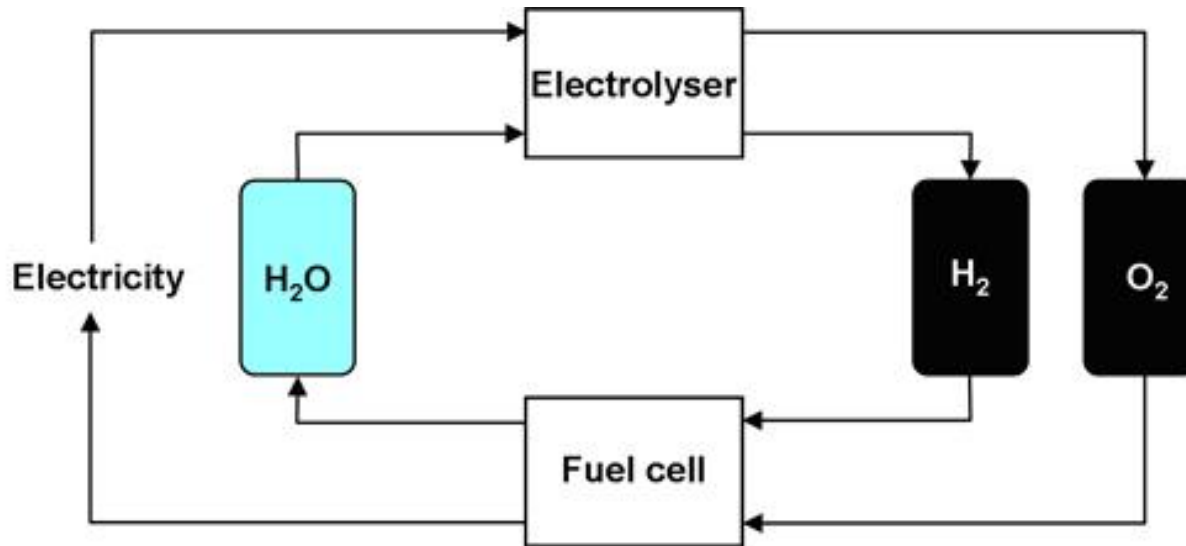 Electrolyser
Electricity
H₂O
H₂
O₂
Fuel cell